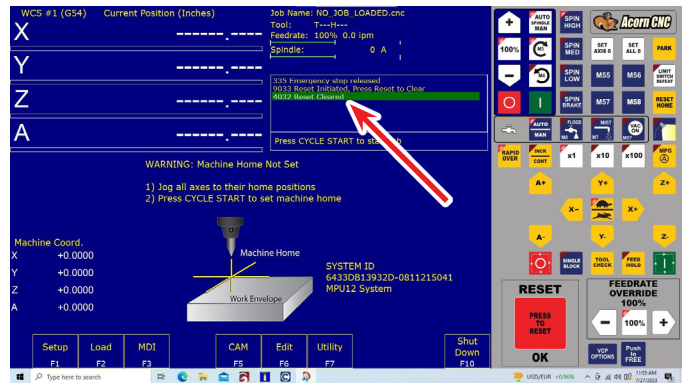 WCS #1 (G54) Current Position (Inches)
X ------.----
Y ------.----
Z ------.----
A ------.----
Job Name: NO_JOB_LOADED.cnc
Tool: T---H---
Feedrate: 100% 0.0 ipm
Spindle: 0 A
335 Emergency stop released
9033 Reset Initiated, Press Reset to Clear
4032 Reset Cleared
Press CYCLE START to sta
WARNING: Machine Home Not Set
1) Jog all axes to their home positions
2) Press CYCLE START to set machine home
Machine Home
Work Envelope
SYSTEM ID
6433DB13932D-0811215041
MPU12 System
Machine Coord.
X +0.0000
Y +0.0000
Z +0.0000
A +0.0000
Setup F1
Load F2
MDI F3
CAM F5
Edit F6
Utility F7
Shut Down F10
+ AUTO SPINDLE MAN SPIN HIGH Acorn CNC
100% SPIN MED SET AXIS 0 SET ALL 0 PARK
- SPIN LOW M55 M56 LIMIT SWITCH DEFEAT
O I SPIN BRAKE M57 M58 RESET HOME
AUTO MAN FLOOD M8 MIST M7 VAC ON
RAPID OVER INCR CONT x1 x10 x100 MPG
A+ Y+ Z+
X- X+
A- Y- Z-
SINGLE BLOCK TOOL CHECK FEED HOLD
RESET
PRESS TO RESET
OK
FEEDRATE OVERRIDE
100%
- 100% +
VCP OPTIONS Push to FREE
Type here to search
USD/EUR +0.96%
11:55 AM
7/27/2023